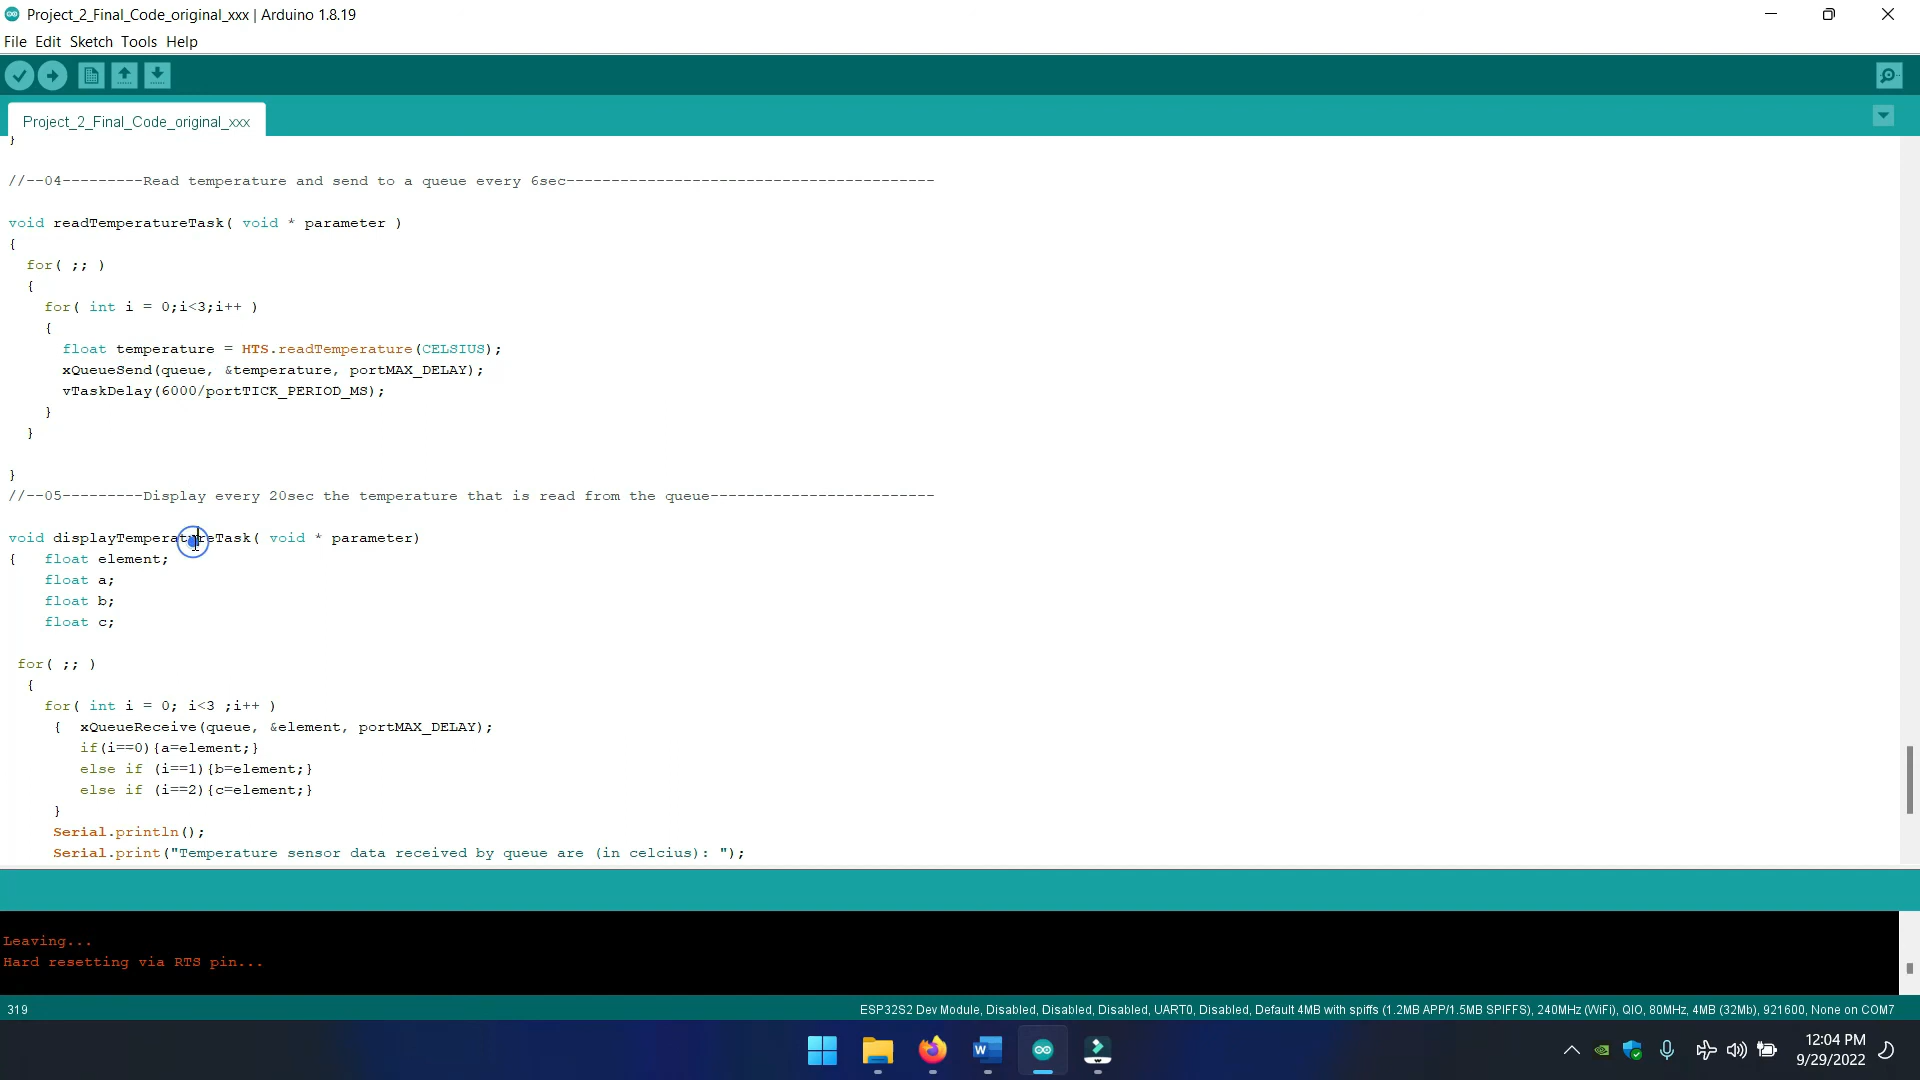 Project_2_Final_Code_original_xxx | Arduino 1.8.19
File Edit Sketch Tools Help
Project_2_Final_Code_original_xxx
}
//--04---------Read temperature and send to a queue every 6sec-----------------------------------------
void readTemperatureTask( void * parameter )
{
for( ;; )
{
for( int i = 0;i<3;i++ )
{
float temperature = HTS.readTemperature(CELSIUS);
xQueueSend(queue, &temperature, portMAX_DELAY);
vTaskDelay(6000/portTICK_PERIOD_MS);
}
}
}
//--05---------Display every 20sec the temperature that is read from the queue-------------------------
void displayTemperatureTask( void * parameter)
{ float element;
float a;
float b;
float c;
for( ;; )
{
for( int i = 0; i<3 ;i++ )
{ xQueueReceive(queue, &element, portMAX_DELAY);
if(i==0){a=element;}
else if (i==1){b=element;}
else if (i==2){c=element;}
}
Serial.println();
Serial.print("Temperature sensor data received by queue are (in celcius): ");
Leaving...
Hard resetting via RTS pin...
319
ESP32S2 Dev Module, Disabled, Disabled, Disabled, UART0, Disabled, Default 4MB with spiffs (1.2MB APP/1.5MB SPIFFS), 240MHz (WiFi), QIO, 80MHz, 4MB (32Mb), 921600, None on COM7
12:04 PM
9/29/2022